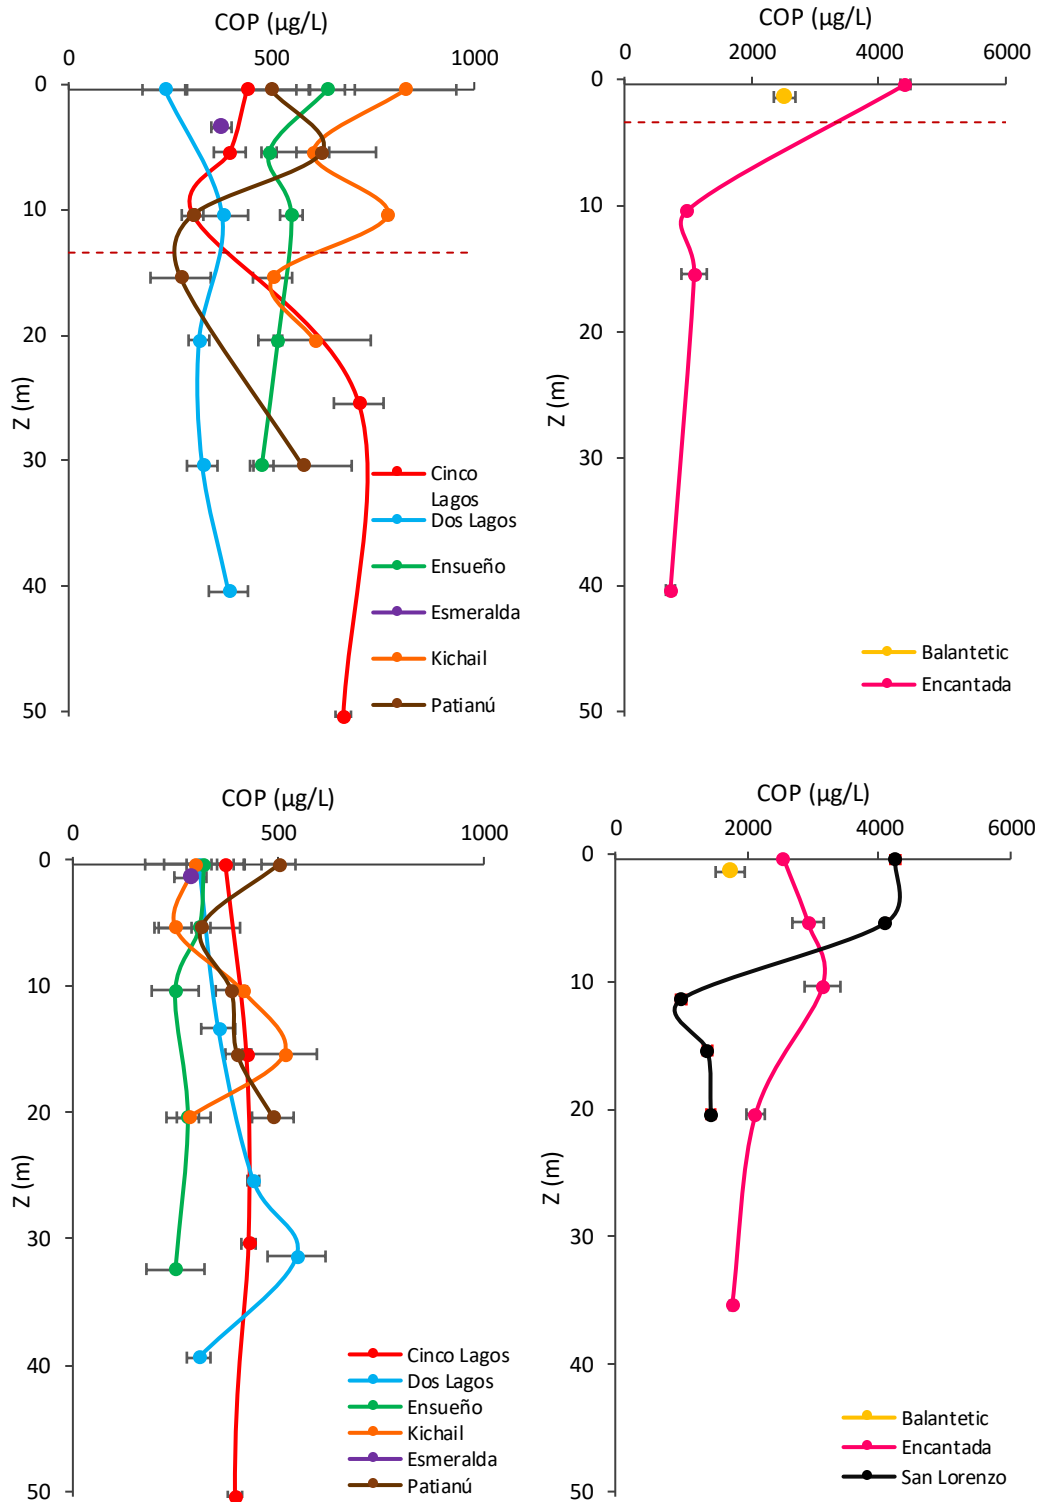 COP (µg/L)
0 500 1000
0
10
20
30
40
50
Z (m)
Cinco
Lagos
Dos Lagos
Ensueño
Esmeralda
Kichail
Patianú
COP (µg/L)
0 2000 4000 6000
0
10
20
30
40
50
Z (m)
Balantetic
Encantada
COP (µg/L)
0 500 1000
0
10
20
30
40
50
Z (m)
Cinco Lagos
Dos Lagos
Ensueño
Kichail
Esmeralda
Patianú
COP (µg/L)
0 2000 4000 6000
0
10
20
30
40
50
Z (m)
Balantetic
Encantada
San Lorenzo